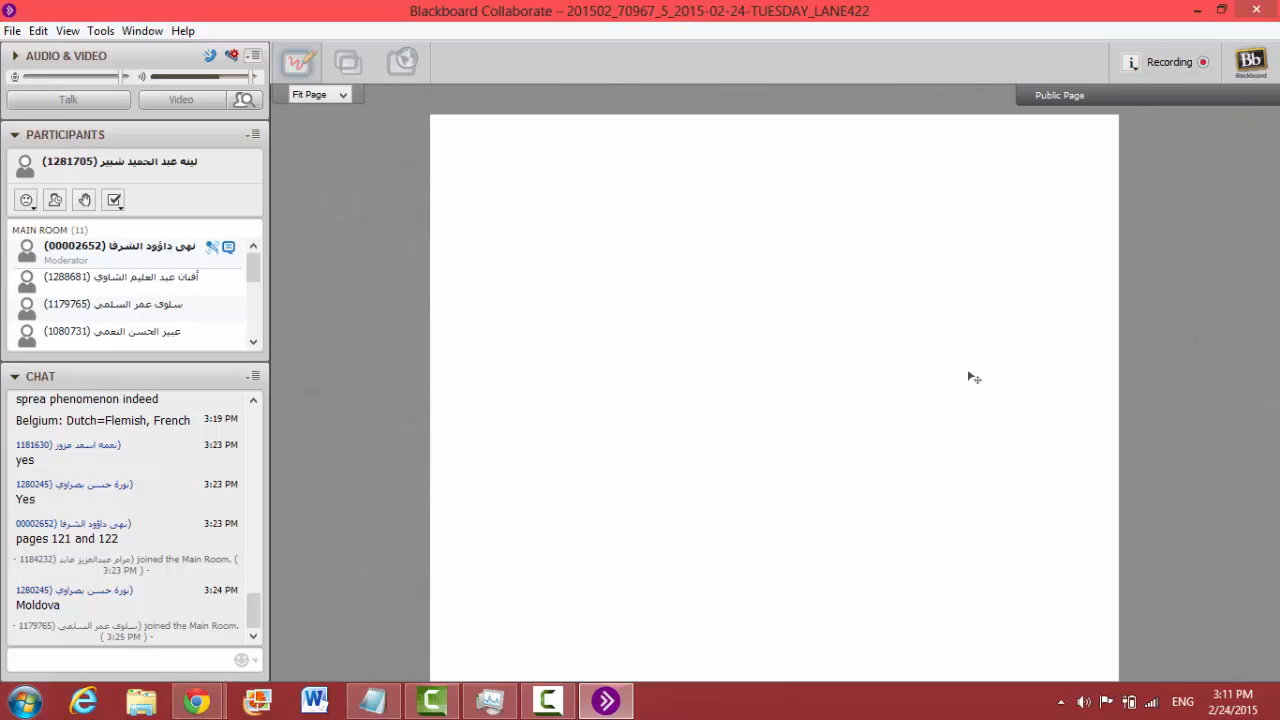 Blackboard Collaborate – 201502_70967_5_2015-02-24-TUESDAY_LANE422
File Edit View Tools Window Help
AUDIO & VIDEO
Talk
Video
Fit Page
Recording
Bb
Blackboard
Public Page
PARTICIPANTS
لينه عبد الحميد شبير (1281705)
MAIN ROOM (11)
نهى داؤود الشرفا (00002652)
Moderator
أفنان عبد العليم الشاوي (1288681)
سلوى عمر السلمي (1179765)
عبير الحسن النعمي (1080731)
CHAT
sprea phenomenon indeed
Belgium: Dutch=Flemish, French 3:19 PM
نعمه اسعد عزوز (1181630 3:23 PM
yes
نورة حسن بصراوي (1280245 3:23 PM
Yes
نهى داؤود الشرفا (00002652 3:23 PM
pages 121 and 122
- 1184232) مرام عبدالعزيز عابد) joined the Main Room. (
3:23 PM ) -
نورة حسن بصراوي (1280245 3:24 PM
Moldova
- 1179765) سلوى عمر السلمي) joined the Main Room.
( 3:25 PM ) -
ENG
3:11 PM
2/24/2015